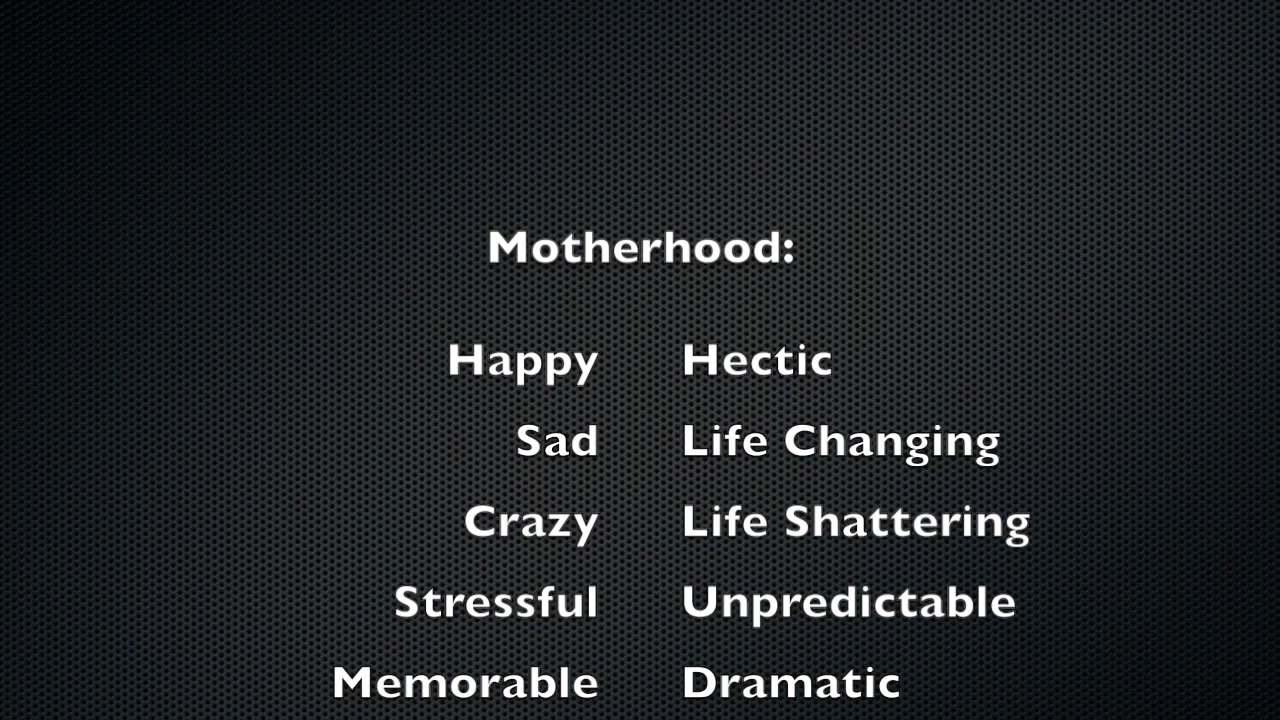 Motherhood:
Happy Hectic
Sad Life Changing
Crazy Life Shattering
Stressful Unpredictable
Memorable Dramatic